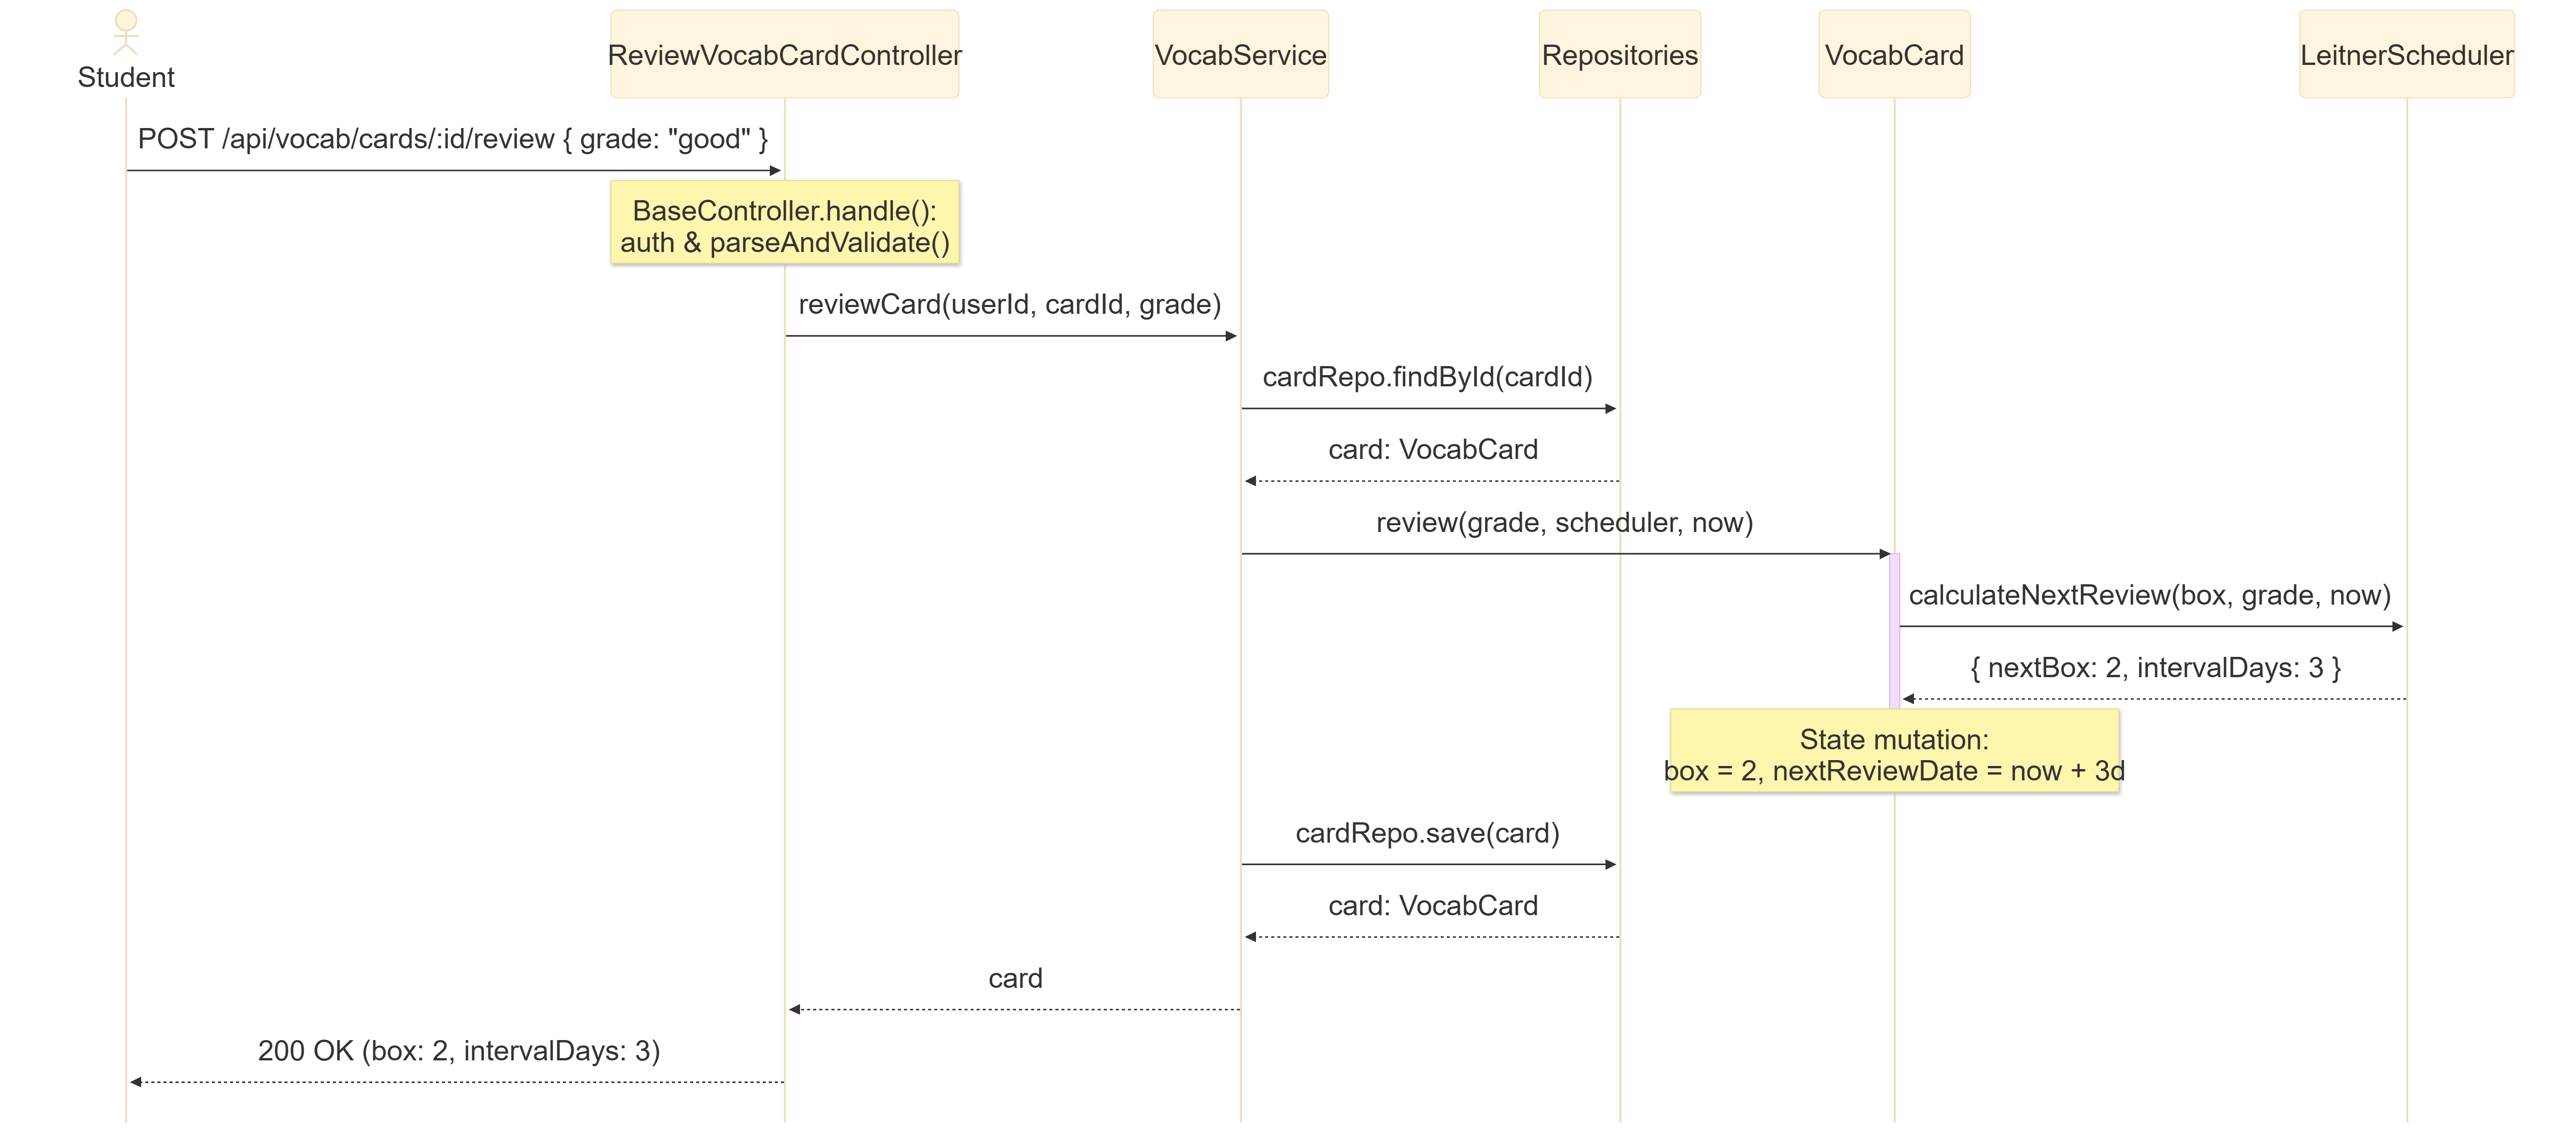 Student
ReviewVocabCardController
VocabService
Repositories
VocabCard
LeitnerScheduler
POST /api/vocab/cards/:id/review { grade: "good" }
BaseController.handle():
auth & parseAndValidate()
reviewCard(userId, cardId, grade)
cardRepo.findById(cardId)
card: VocabCard
review(grade, scheduler, now)
calculateNextReview(box, grade, now)
{ nextBox: 2, intervalDays: 3 }
State mutation:
box = 2, nextReviewDate = now + 3d
cardRepo.save(card)
card: VocabCard
card
200 OK (box: 2, intervalDays: 3)